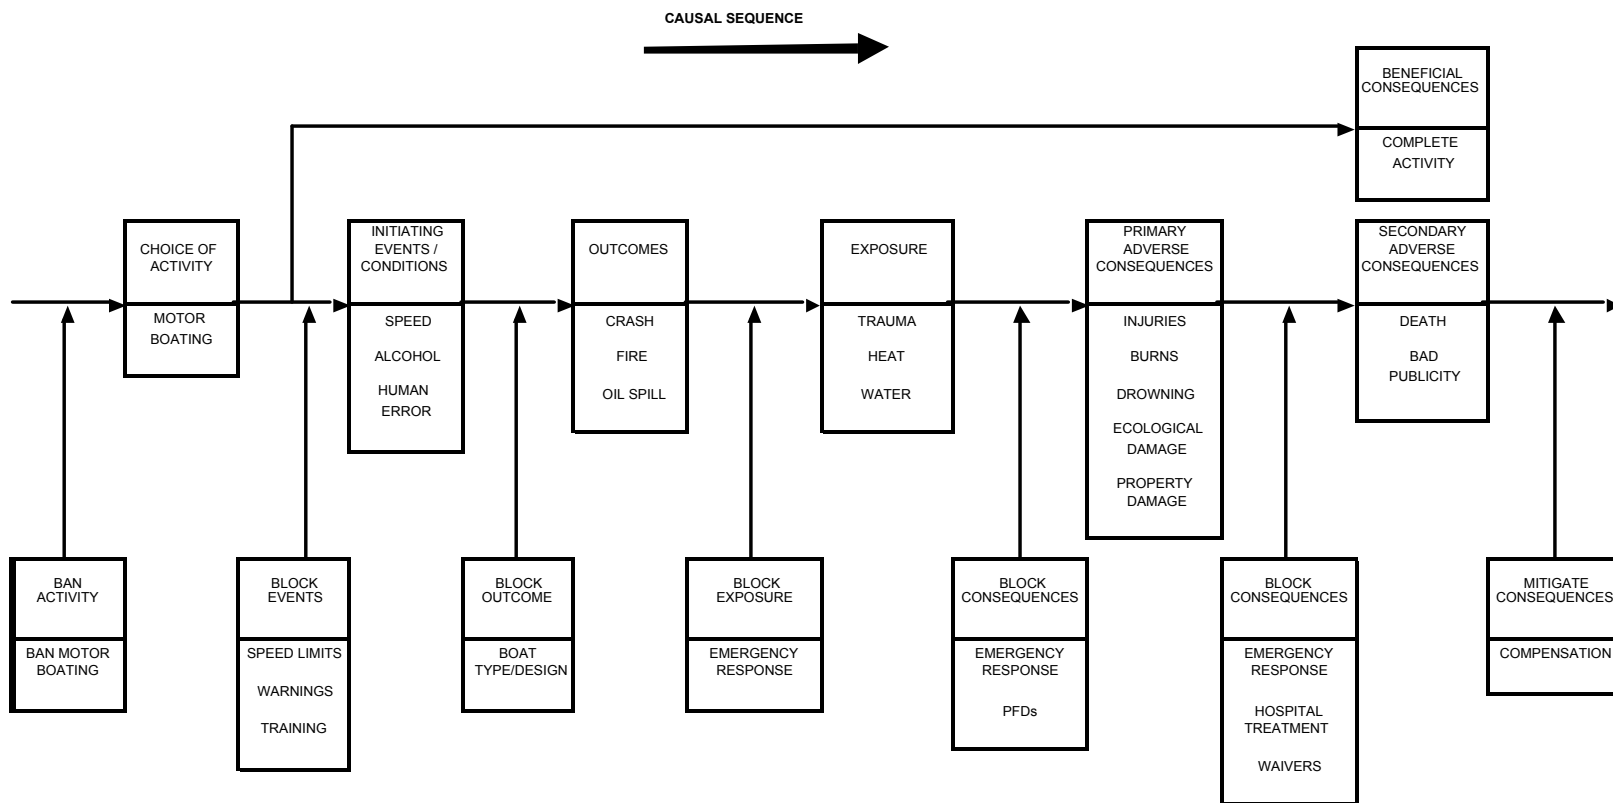 CAUSAL SEQUENCE
BENEFICIAL
CONSEQUENCES
COMPLETE
ACTIVITY
CHOICE OF
ACTIVITY
MOTOR
BOATING
INITIATING
EVENTS /
CONDITIONS
SPEED
ALCOHOL
HUMAN
ERROR
OUTCOMES
CRASH
FIRE
OIL SPILL
EXPOSURE
TRAUMA
HEAT
WATER
PRIMARY
ADVERSE
CONSEQUENCES
INJURIES
BURNS
DROWNING
ECOLOGICAL
DAMAGE
PROPERTY
DAMAGE
SECONDARY
ADVERSE
CONSEQUENCES
DEATH
BAD
PUBLICITY
BAN
ACTIVITY
BAN MOTOR
BOATING
BLOCK
EVENTS
SPEED LIMITS
WARNINGS
TRAINING
BLOCK
OUTCOME
BOAT
TYPE/DESIGN
BLOCK
EXPOSURE
EMERGENCY
RESPONSE
BLOCK
CONSEQUENCES
EMERGENCY
RESPONSE
PFDs
BLOCK
CONSEQUENCES
EMERGENCY
RESPONSE
HOSPITAL
TREATMENT
WAIVERS
MITIGATE
CONSEQUENCES
COMPENSATION